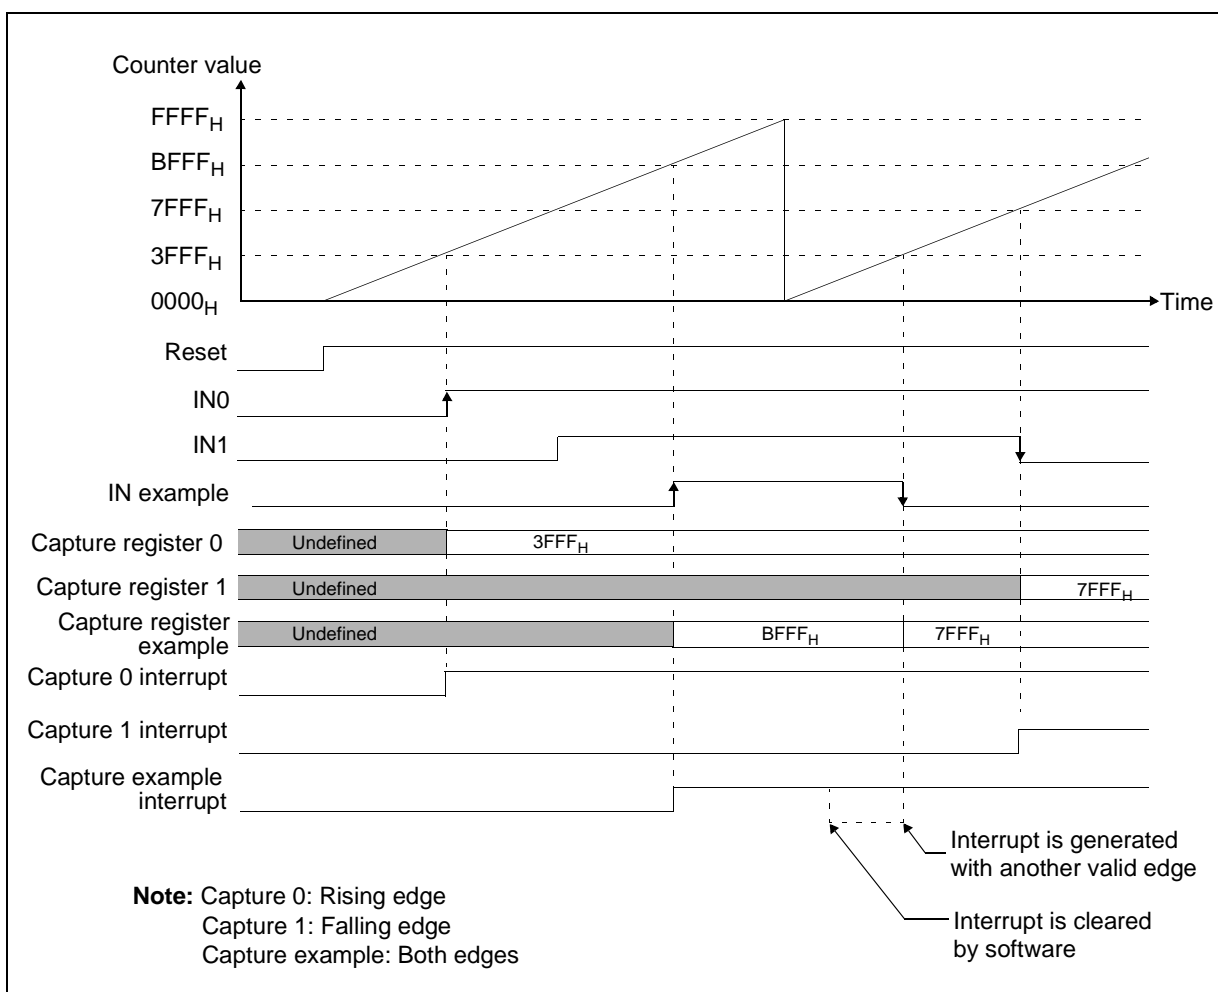 Counter value
FFFFH
BFFFH
7FFFH
3FFFH
0000H
Time
Reset
IN0
IN1
IN example
Capture register 0
Undefined
3FFFH
Capture register 1
Undefined
7FFFH
Capture register
example
Undefined
BFFFH
7FFFH
Capture 0 interrupt
Capture 1 interrupt
Capture example
interrupt
Interrupt is generated
with another valid edge
Interrupt is cleared
by software
Note: Capture 0: Rising edge
Capture 1: Falling edge
Capture example: Both edges